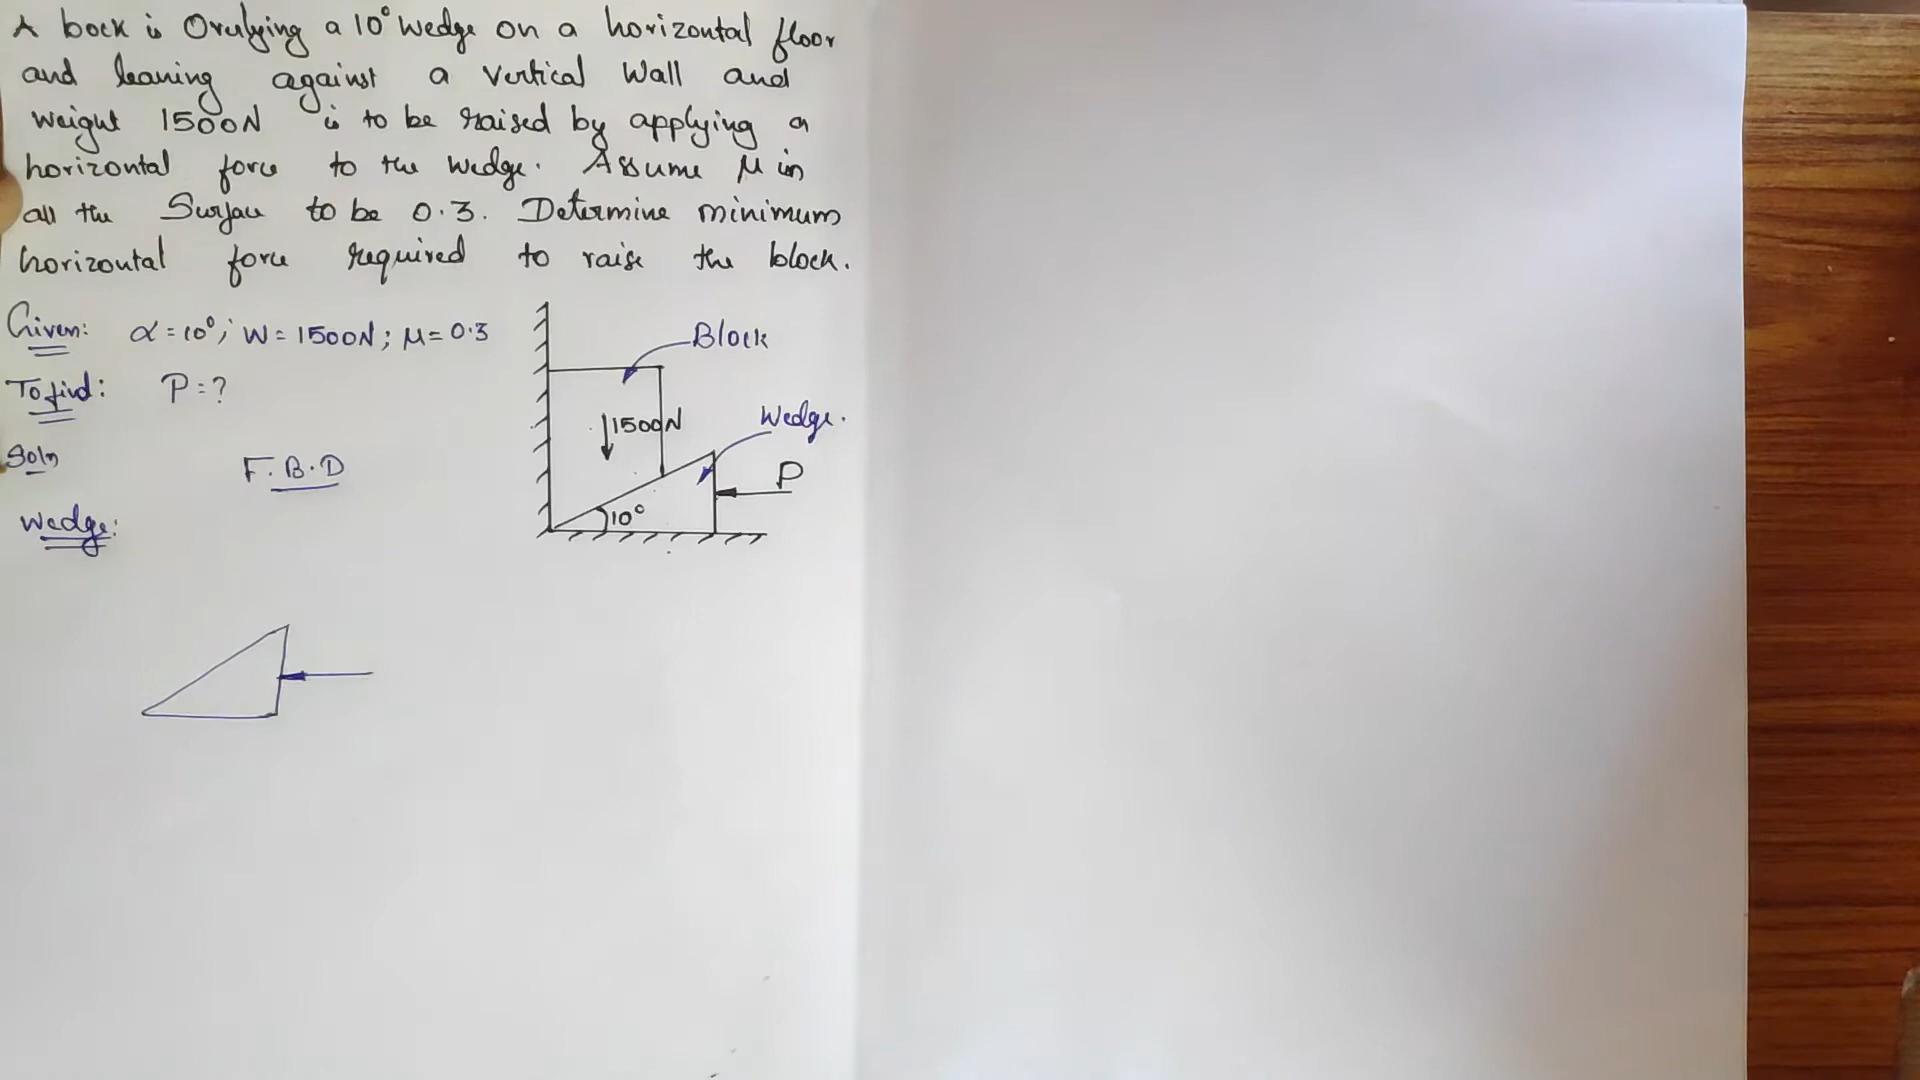 A bock is Overlying a 10° Wedge on a horizontal floor
and leaning against a Vertical Wall and
weight 1500N is to be raised by applying a
horizontal force to the wedge. Assume μ in
all the Surface to be 0.3. Determine minimum
horizontal force required to raise the block.
Given: α = 10°; W = 1500N; μ = 0.3
Block
To find: P = ?
1500N
Wedge.
Soln
F.B.D
P
Wedge:
10°